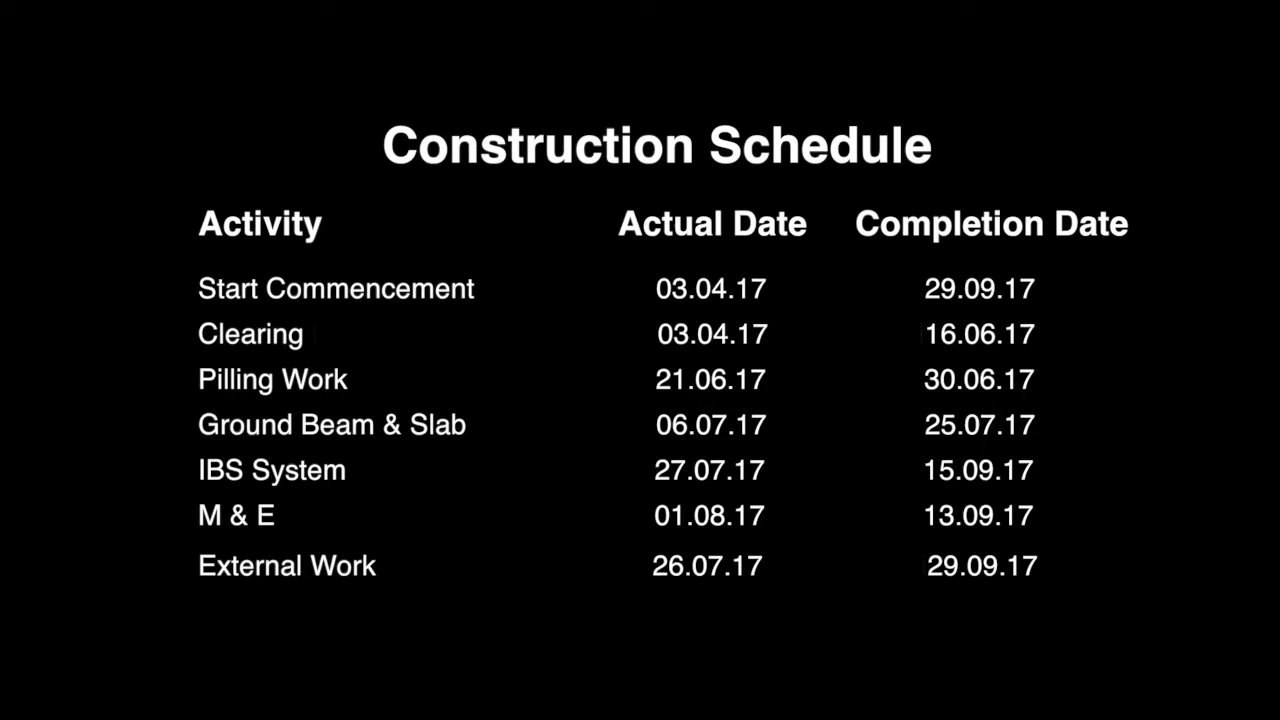 Construction Schedule
Activity Actual Date Completion Date
Start Commencement 03.04.17 29.09.17
Clearing 03.04.17 16.06.17
Pilling Work 21.06.17 30.06.17
Ground Beam & Slab 06.07.17 25.07.17
IBS System 27.07.17 15.09.17
M & E 01.08.17 13.09.17
External Work 26.07.17 29.09.17